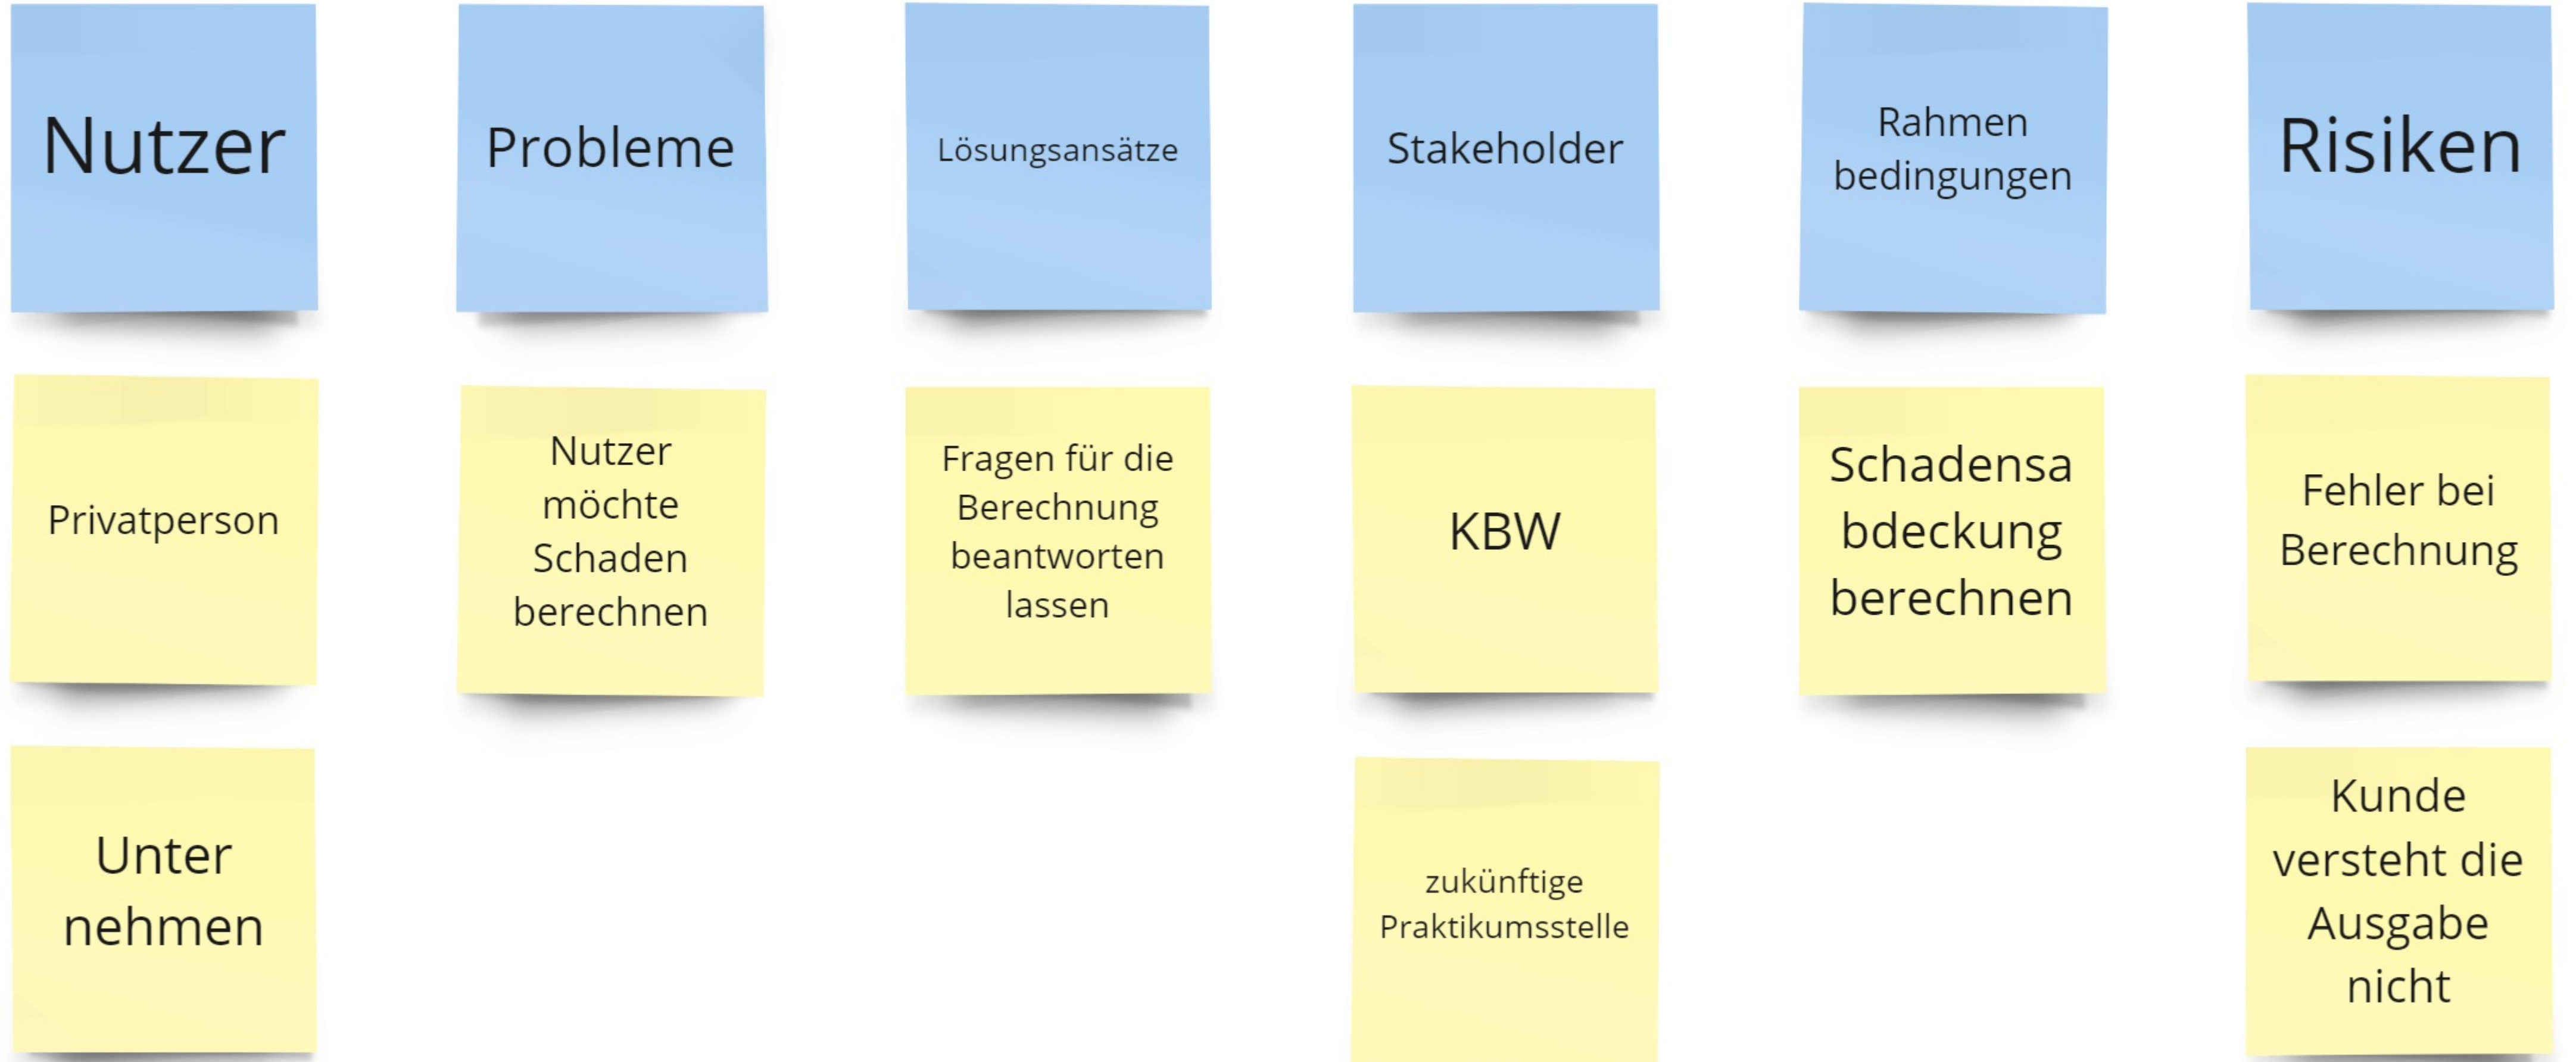 Nutzer
Probleme
Lösungsansätze
Stakeholder
Rahmen
bedingungen
Risiken
Privatperson
Nutzer
möchte
Schaden
berechnen
Fragen für die
Berechnung
beantworten
lassen
KBW
Schadensa
bdeckung
berechnen
Fehler bei
Berechnung
Unter
nehmen
zukünftige
Praktikumsstelle
Kunde
versteht die
Ausgabe
nicht